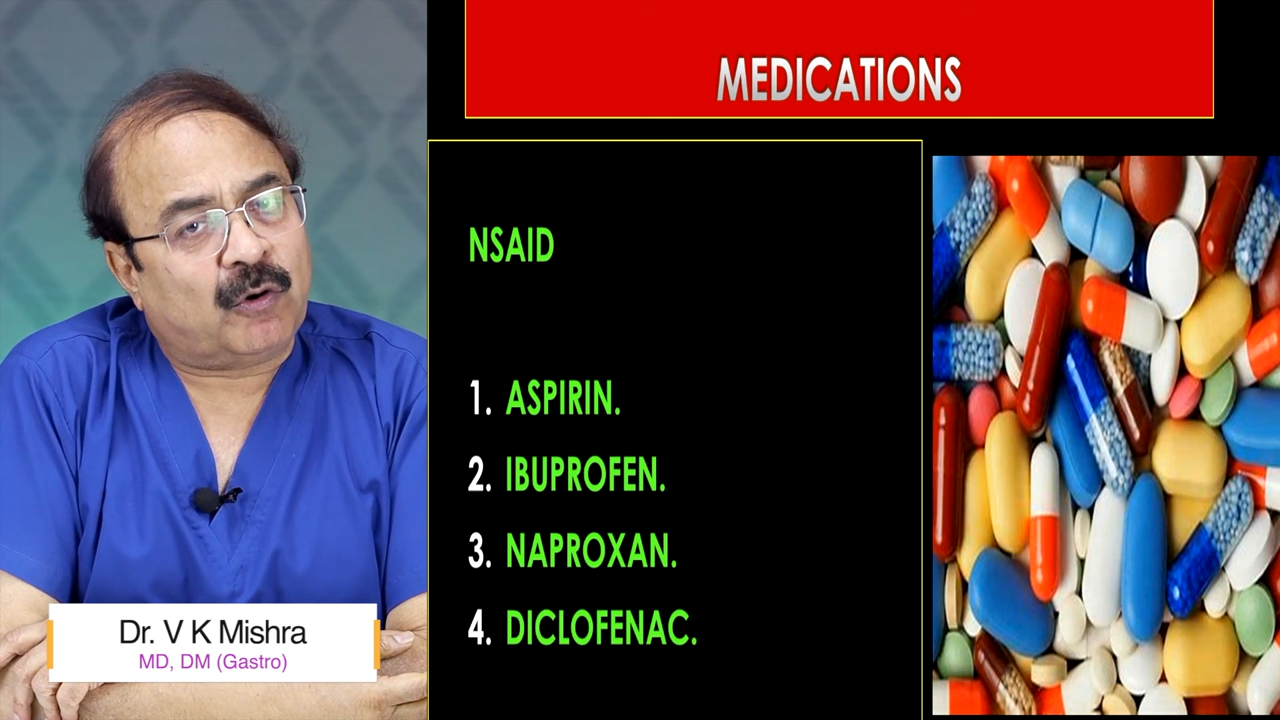 MEDICATIONS
NSAID
1. ASPIRIN.
2. IBUPROFEN.
3. NAPROXAN.
4. DICLOFENAC.
Dr. V K Mishra
MD, DM (Gastro)